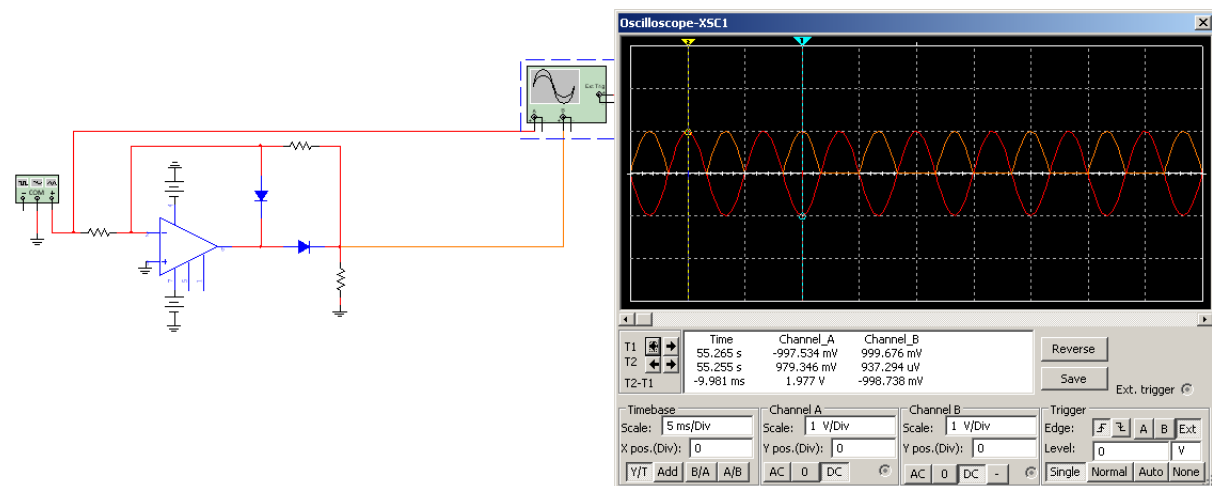 Oscilloscope-XSC1
Ext Trig
A B
- COM +
T1
T2
T2-T1
Time Channel_A Channel_B
55.265 s -997.534 mV 999.676 mV
55.255 s 979.346 mV 937.294 uV
-9.981 ms 1.977 V -998.738 mV
Reverse
Save
Ext. trigger
Timebase
Scale: 5 ms/Div
X pos.(Div): 0
Y/T Add B/A A/B
Channel A
Scale: 1 V/Div
Y pos.(Div): 0
AC 0 DC
Channel B
Scale: 1 V/Div
Y pos.(Div): 0
AC 0 DC -
Trigger
Edge: A B Ext
Level: 0 V
Single Normal Auto None